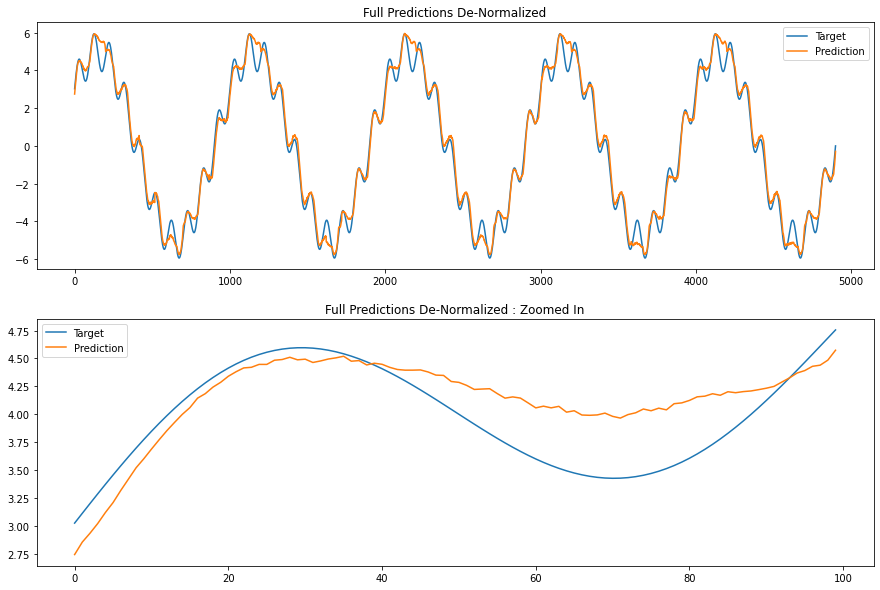 Full Predictions De-Normalized
6
4
2
0
−2
−4
−6
Target
Prediction
0 1000 2000 3000 4000 5000
Full Predictions De-Normalized : Zoomed In
4.75
4.50
4.25
4.00
3.75
3.50
3.25
3.00
2.75
Target
Prediction
0 20 40 60 80 100